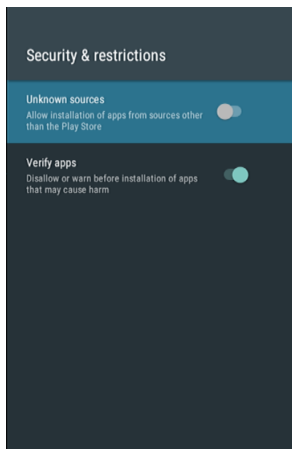 Security & restrictions
Unknown sources
Allow installation of apps from sources other
than the Play Store
Verify apps
Disallow or warn before installation of apps
that may cause harm